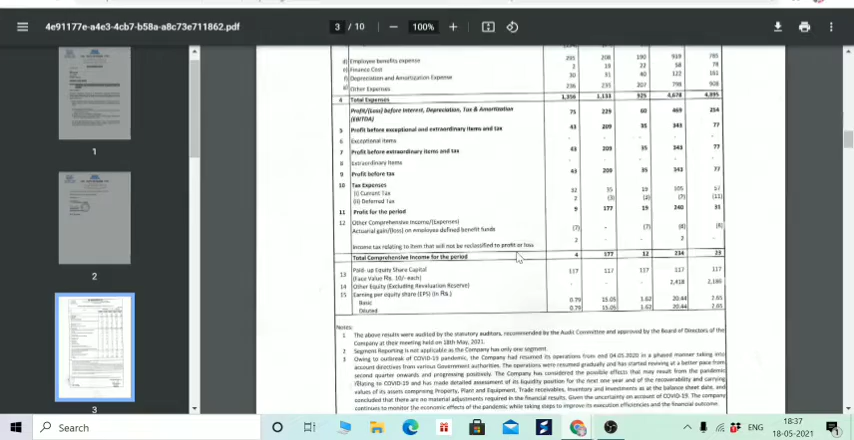 4e91177e-a4e3-4cb7-b58a-a8c73e711862.pdf
3 / 10
100%
1
2
3
d) Employee benefits expense 208 190 919 785
e) Finance Cost 2 19 22 58 78
f) Depreciation and Amortization Expense 30 31 40 122
g) Other Expenses 236 235 207 798 908
4 Total Expenses 1,133 925 4,678 4,895
Profit/(Loss) before Interest, Depreciation, Tax & Amortization 75 229 60 469 254
(EBITDA)
5 Profit before exceptional and extraordinary items and tax 43 209 35 343 77
6 Exceptional items - - - - -
7 Profit before extraordinary items and tax 43 209 35 343 77
8 Extraordinary items - - - - -
9 Profit before tax 43 209 35 343 77
10 Tax Expenses
(i) Current Tax 32 35 19 105 57
(ii) Deferred Tax 2 (3) (2) (7) (11)
11 Profit for the period 9 177 19 240 31
12 Other Comprehensive Income/(Expenses)
Actuarial gain/(loss) on employee defined benefit funds (7) - (7) (8) (8)
Income tax relating to item that will not be reclassified to profit or loss 2 - - 2 -
Total Comprehensive Income for the period 4 177 12 234 23
13 Paid- up Equity Share Capital 117 117 117 117 117
(Face Value Rs. 10/-each)
14 Other Equity (Excluding Revaluation Reserve) - - - 2,418 2,186
15 Earning per equity share (EPS) (in Rs.)
Basic 0.79 15.05 1.62 20.44 2.65
Diluted 0.79 15.05 1.62 20.44 2.65
Notes:
1 The above results were audited by the statutory auditors, recommended by the Audit Committee and approved by the Board of Directors of the
Company at their meeting held on 18th May, 2021.
2 Segment Reporting is not applicable as the Company has only one segment.
3 Owing to outbreak of COVID-19 pandemic, the Company had resumed its operations from end 04.05.2020 in a phased manner taking into
account directives from various Government authorities. The operations were resumed gradually and has started reviving at a better pace from
second quarter onwards and progressing positively. The Company has considered the possible effects that may result from the pandemic
relating to COVID-19 and has made detailed assessment of its liquidity position for the next one year and of the recoverability and carrying
values of its assets comprising Property, Plant and Equipment, Trade receivables, Inventory and Investments as at the balance sheet date, and
concluded that there are no material adjustments required in the financial results. Given the uncertainty on account of COVID-19. The company
continues to monitor the economic effects of the pandemic while taking steps to improve its execution efficiencies and the financial outcome.
Search
ENG
18:37
18-05-2021